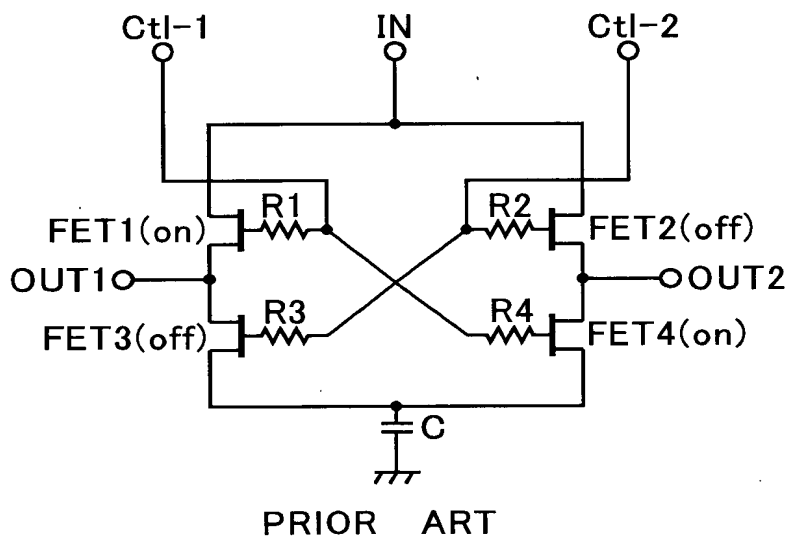 Ctl-1 IN Ctl-2
R1 R2
FET1(on) FET2(off)
OUT1 OUT2
R3 R4
FET3(off) FET4(on)
C
PRIOR ART